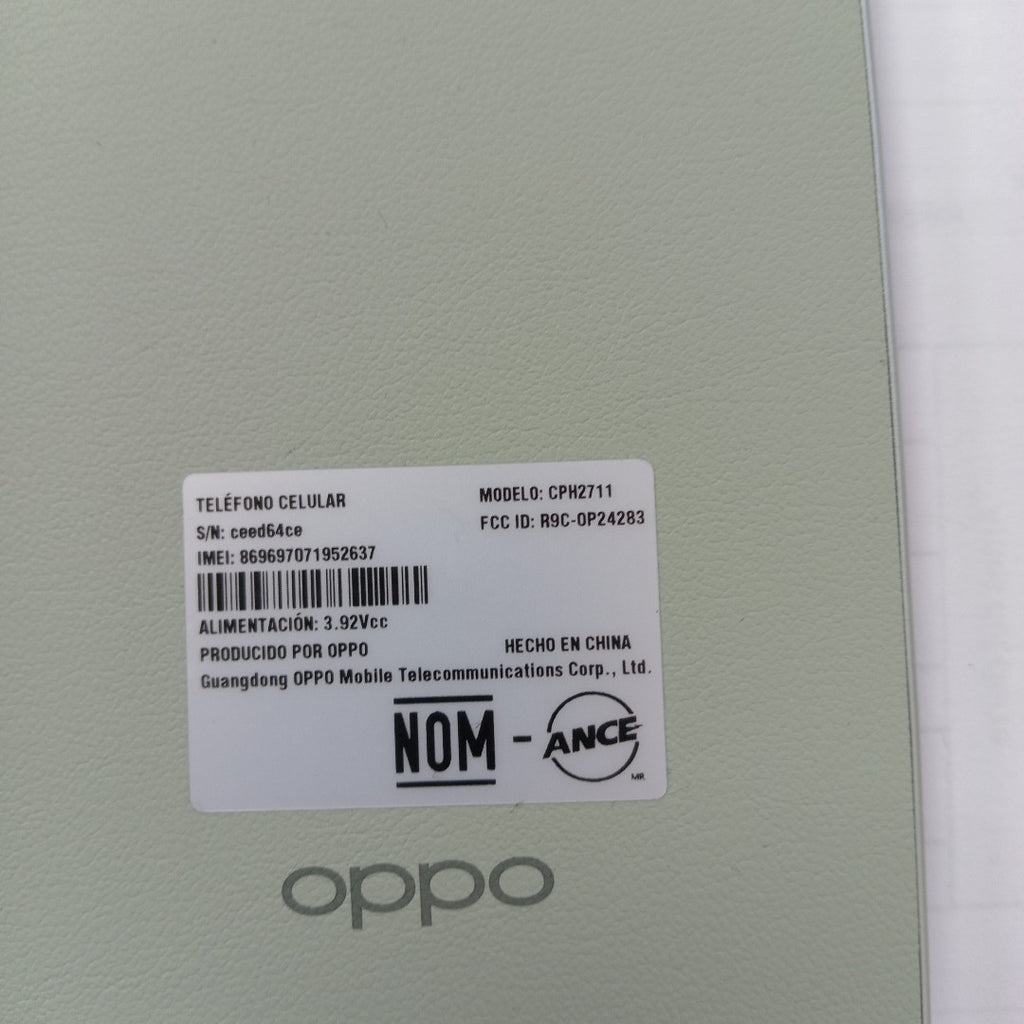 TELÉFONO CELULAR
MODELO: CPH2711
S/N: ceed64ce
FCC ID: R9C-OP24283
IMEI: 869697071952637
ALIMENTACIÓN: 3.92Vcc
PRODUCIDO POR OPPO
HECHO EN CHINA
Guangdong OPPO Mobile Telecommunications Corp., Ltd.
NOM - ANCE MR
oppo